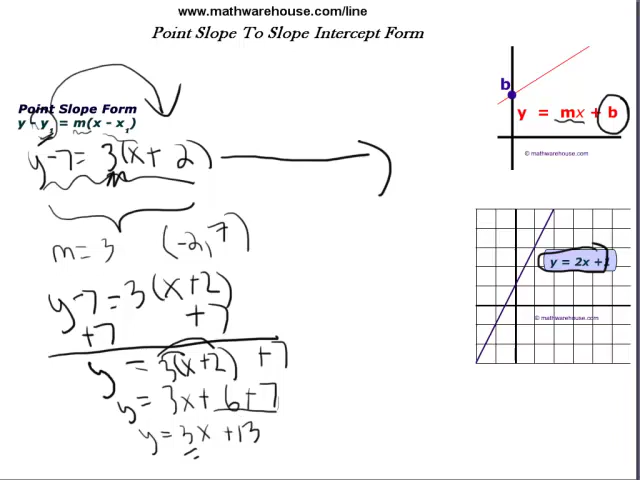 www.mathwarehouse.com/line
Point Slope To Slope Intercept Form
Point Slope Form
y - y₁ = m(x - x₁)
y - 7 = 3(x + 2)
m
m = 3 (-2, 7)
y - 7 = 3(x + 2)
+7 +7
y = 3(x + 2) + 7
y = 3x + 6 + 7
y = 3x + 13
b
y = mx + b
© mathwarehouse.com
y = 2x + 1
© mathwarehouse.com